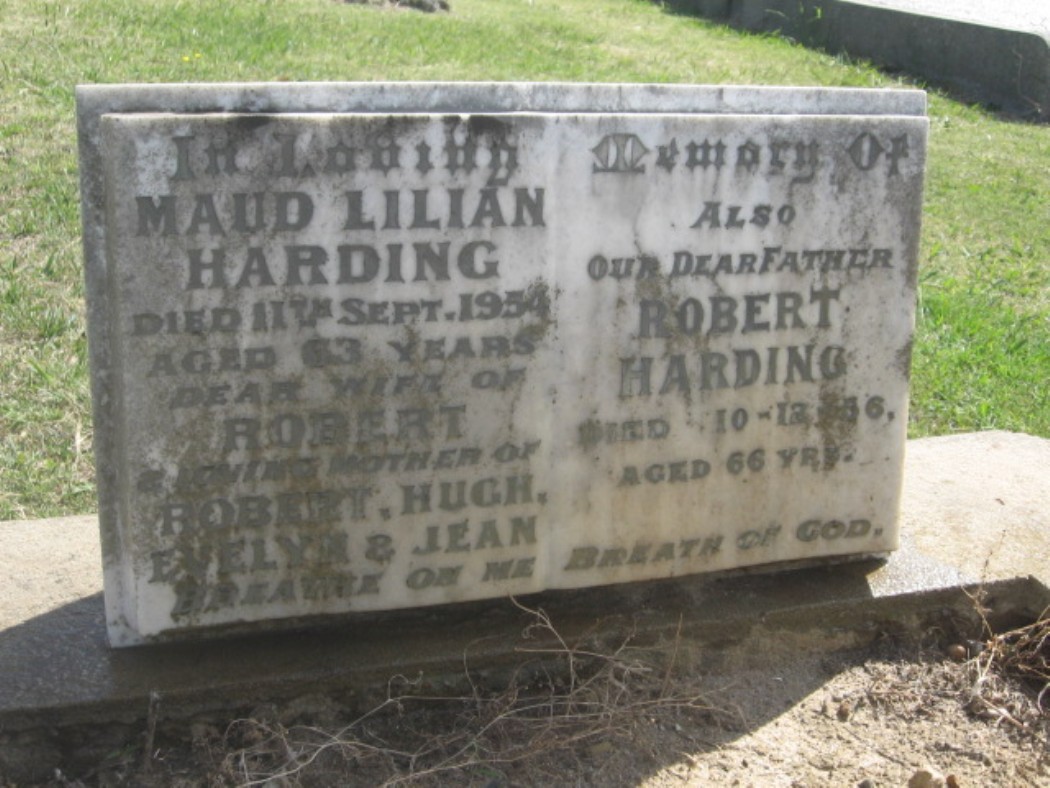 In Loving Memory Of
MAUD LILIAN
HARDING
DIED 11TH SEPT. 1954
AGED 63 YEARS
DEAR WIFE OF
ROBERT
& LOVING MOTHER OF
ROBERT, HUGH,
EVELYN & JEAN
ALSO
OUR DEAR FATHER
ROBERT
HARDING
DIED 10-12-56,
AGED 66 YRS.
BREATHE ON ME BREATH OF GOD.